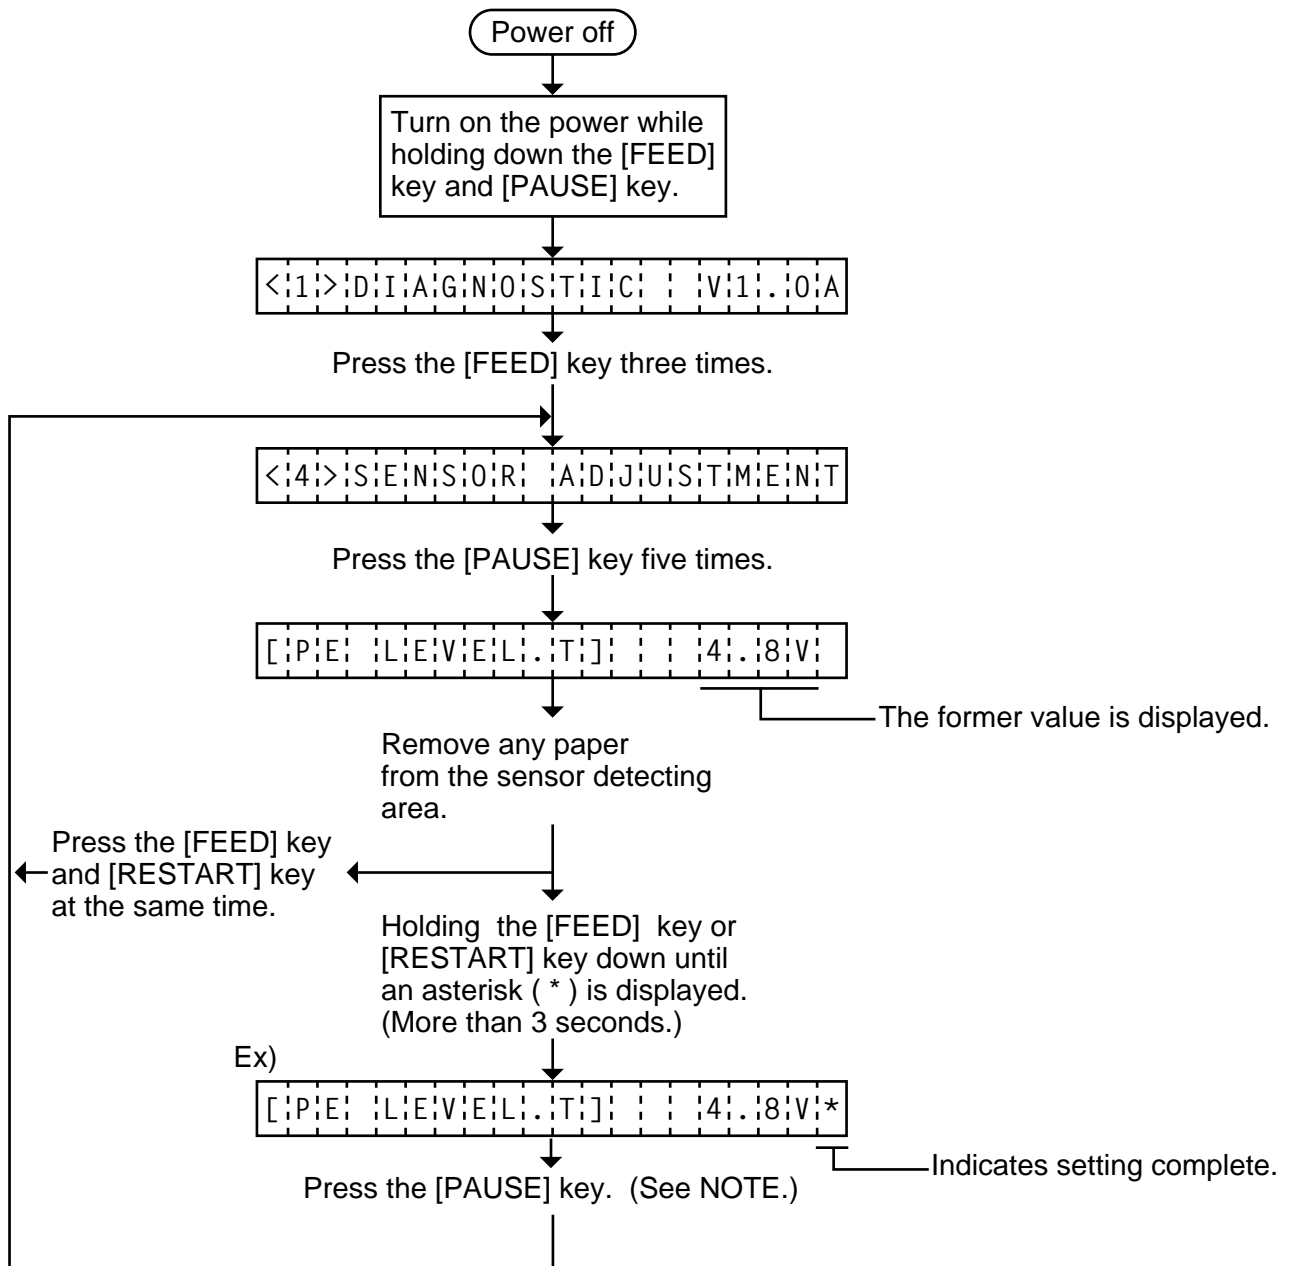 Power off
Turn on the power while
holding down the [FEED]
key and [PAUSE] key.
<1>DIAGNOSTIC  V1.0A
Press the [FEED] key three times.
<4>SENSOR ADJUSTMENT
Press the [PAUSE] key five times.
[PE LEVEL.T]   4.8V
The former value is displayed.
Remove any paper
from the sensor detecting
area.
Press the [FEED] key
and [RESTART] key
at the same time.
Holding  the [FEED]  key or
[RESTART] key down until
an asterisk ( * ) is displayed.
(More than 3 seconds.)
Ex)
[PE LEVEL.T]   4.8V*
Indicates setting complete.
Press the [PAUSE] key.  (See NOTE.)